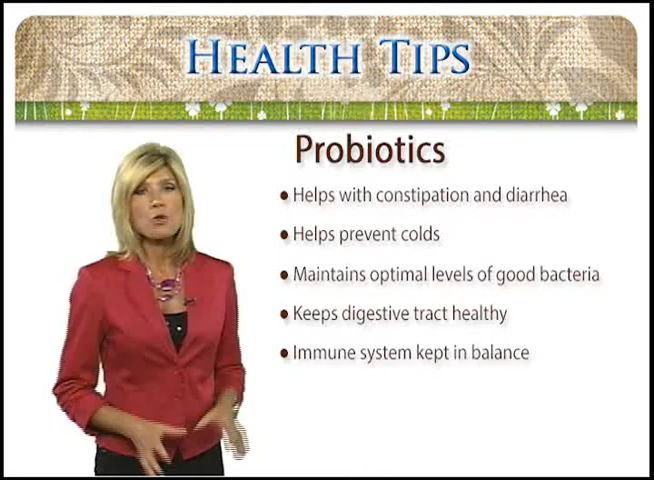 Health Tips
Probiotics
• Helps with constipation and diarrhea
• Helps prevent colds
• Maintains optimal levels of good bacteria
• Keeps digestive tract healthy
• Immune system kept in balance